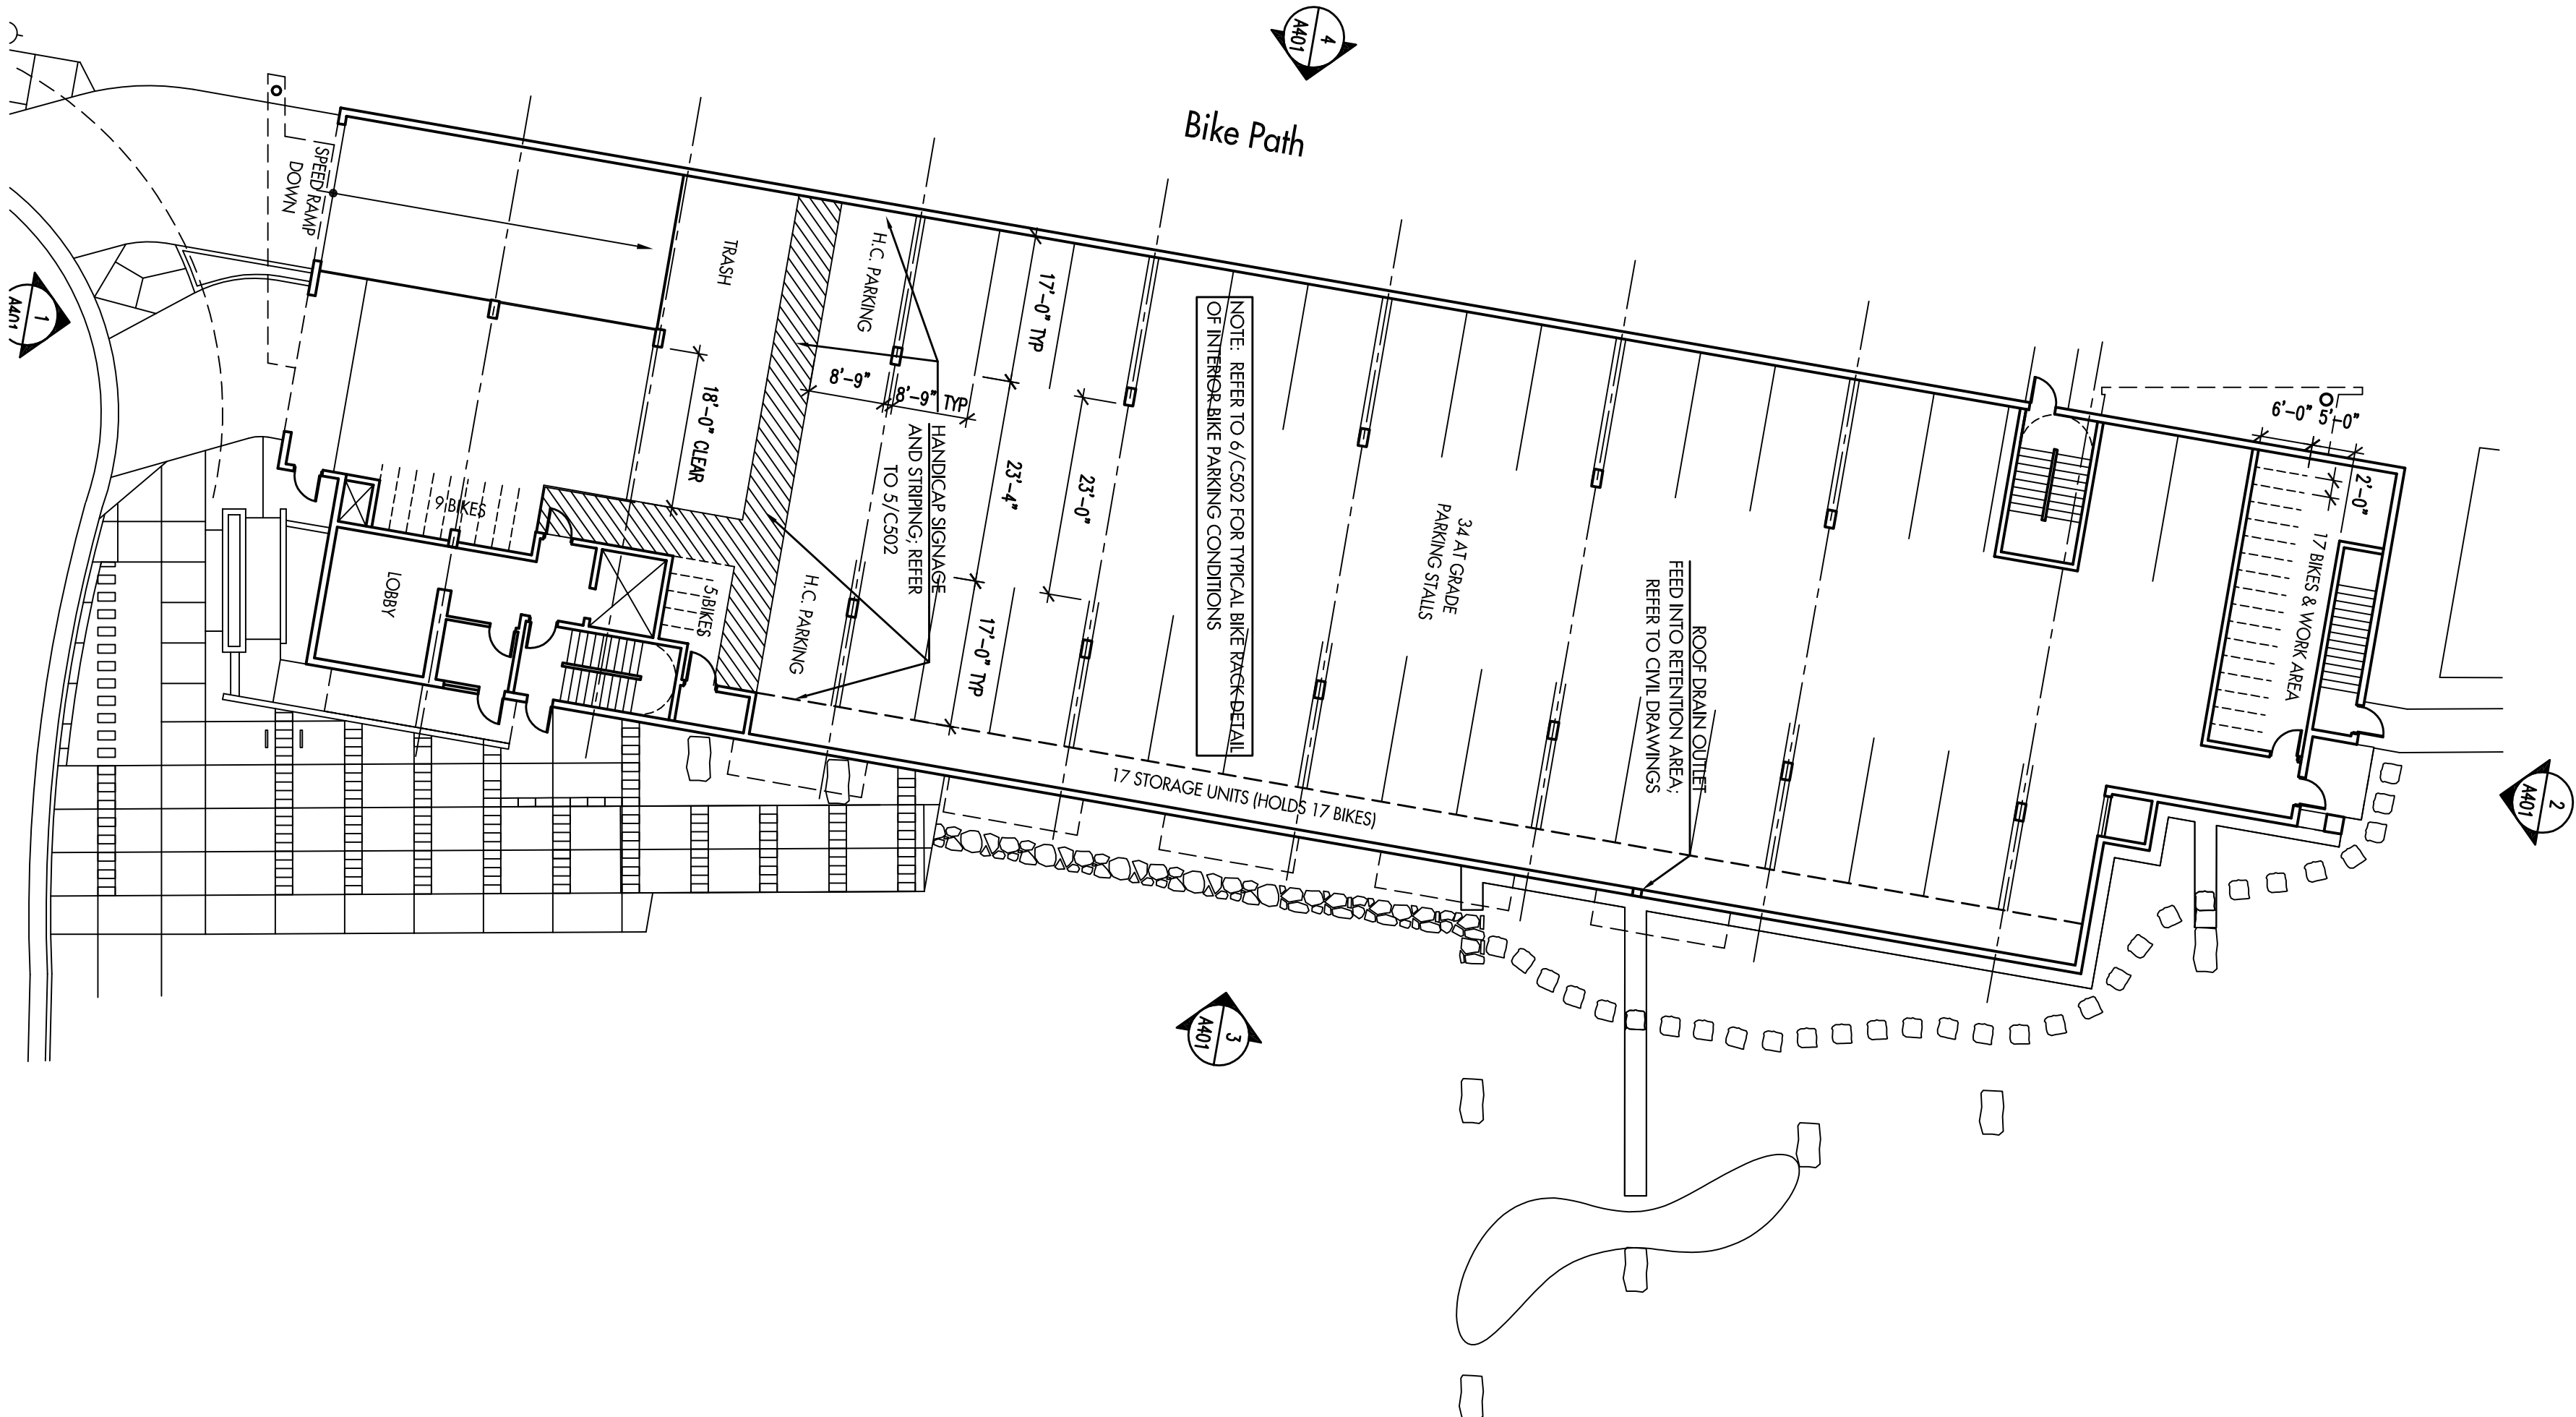 4
A401
Bike Path
SPEED RAMP
DOWN
1
A401
TRASH
H.C. PARKING
17'-0" TYP
8'-9"
8'-9" TYP
18'-0" CLEAR
23'-4"
23'-0"
HANDICAP SIGNAGE
AND STRIPING; REFER
TO 5/C502
NOTE: REFER TO 6/C502 FOR TYPICAL BIKE RACK DETAIL
OF INTERIOR BIKE PARKING CONDITIONS
34 AT GRADE
PARKING STALLS
6'-0"
5'-0"
2'-0"
17 BIKES & WORK AREA
9 BIKES
LOBBY
5 BIKES
H.C. PARKING
17'-0" TYP
ROOF DRAIN OUTLET
FEED INTO RETENTION AREA;
REFER TO CIVIL DRAWINGS
17 STORAGE UNITS (HOLDS 17 BIKES)
2
A401
3
A401